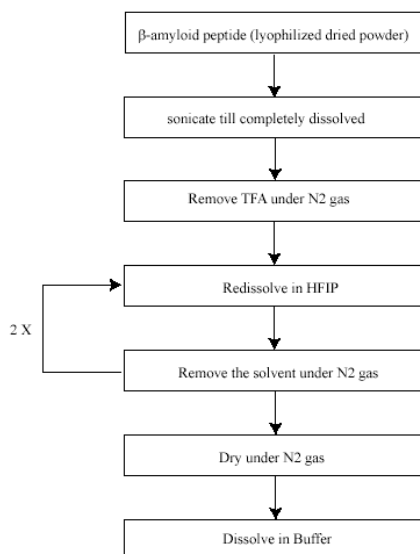 β-amyloid peptide (lyophilized dried powder)
sonicate till completely dissolved
Remove TFA under N2 gas
Redissolve in HFIP
2 X
Remove the solvent under N2 gas
Dry under N2 gas
Dissolve in Buffer